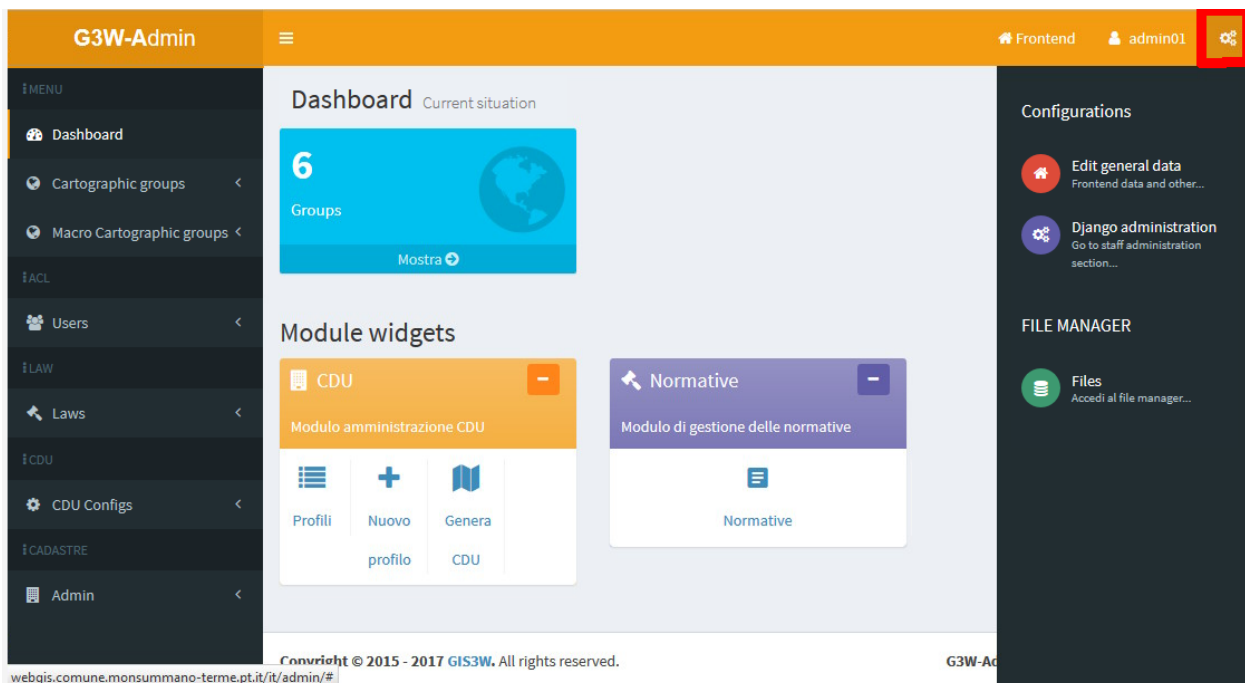 G3W-Admin
Frontend
admin01
MENU
Dashboard
Cartographic groups
Macro Cartographic groups
ACL
Users
LAW
Laws
CDU
CDU Configs
CADASTRE
Admin
Dashboard Current situation
6
Groups
Mostra
Module widgets
CDU
Modulo amministrazione CDU
Profili
Nuovo
profilo
Genera
CDU
Normative
Modulo di gestione delle normative
Normative
Configurations
Edit general data
Frontend data and other...
Django administration
Go to staff administration
section...
FILE MANAGER
Files
Accedi al file manager...
Copyright © 2015 - 2017 GIS3W. All rights reserved.
G3W-Ad
webgis.comune.monsummano-terme.pt.it/it/admin/#